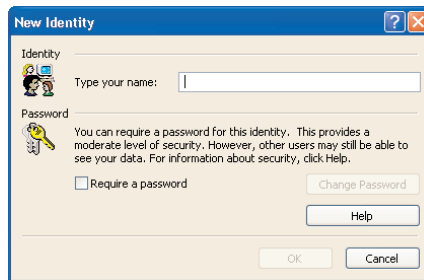 New Identity
Identity
Type your name:
Password
You can require a password for this identity. This provides a
moderate level of security. However, other users may still be able to
see your data. For information about security, click Help.
Require a password
Change Password
Help
OK
Cancel